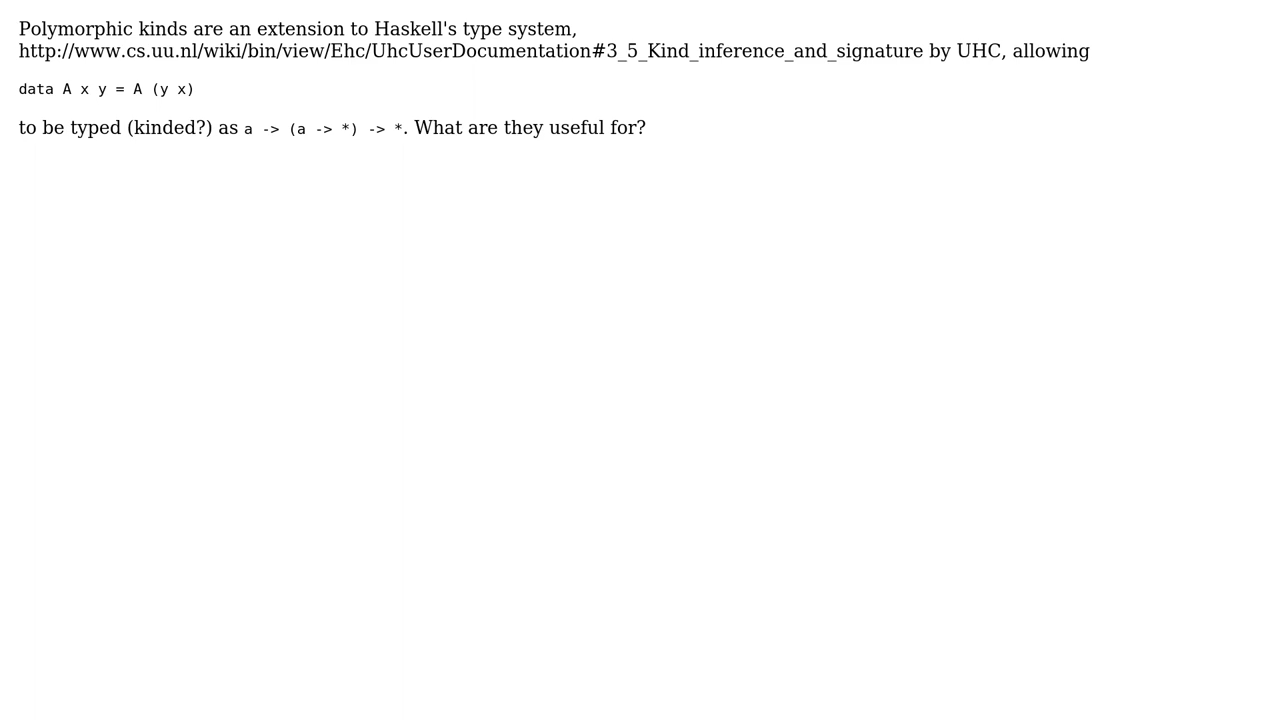 Polymorphic kinds are an extension to Haskell's type system,
http://www.cs.uu.nl/wiki/bin/view/Ehc/UhcUserDocumentation#3_5_Kind_inference_and_signature by UHC, allowing
data A x y = A (y x)
to be typed (kinded?) as a -> (a -> *) -> *. What are they useful for?